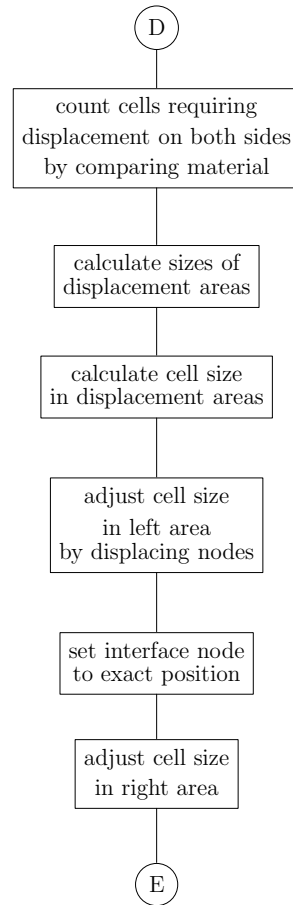 D
count cells requiring
displacement on both sides
by comparing material
calculate sizes of
displacement areas
calculate cell size
in displacement areas
adjust cell size
in left area
by displacing nodes
set interface node
to exact position
adjust cell size
in right area
E